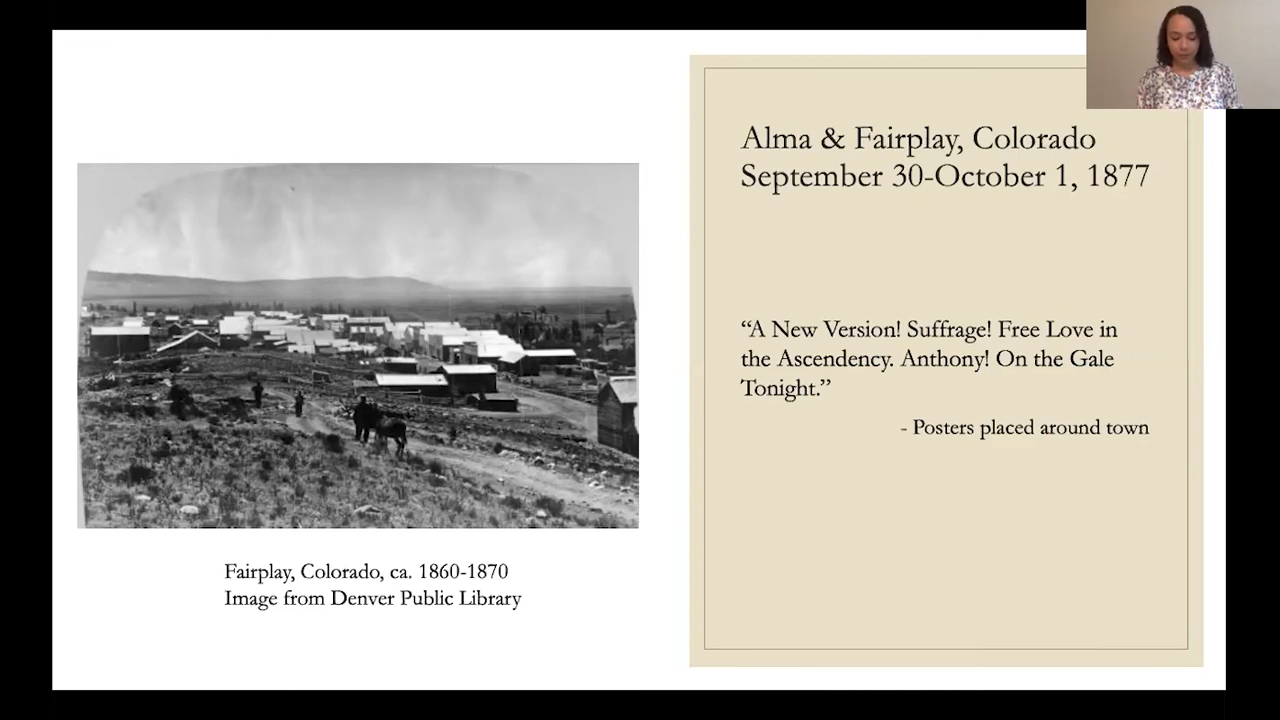 Alma & Fairplay, Colorado
September 30-October 1, 1877
“A New Version! Suffrage! Free Love in
the Ascendency. Anthony! On the Gale
Tonight.”
- Posters placed around town
Fairplay, Colorado, ca. 1860-1870
Image from Denver Public Library